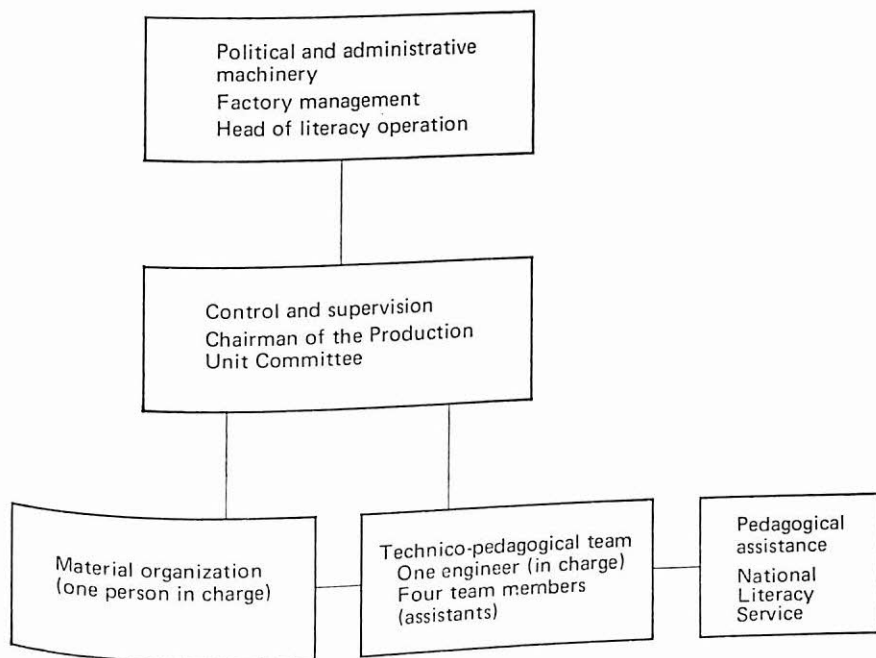 Political and administrative
machinery
Factory management
Head of literacy operation
Control and supervision
Chairman of the Production
Unit Committee
Material organization
(one person in charge)
Technico-pedagogical team
One engineer (in charge)
Four team members
(assistants)
Pedagogical
assistance
National
Literacy
Service